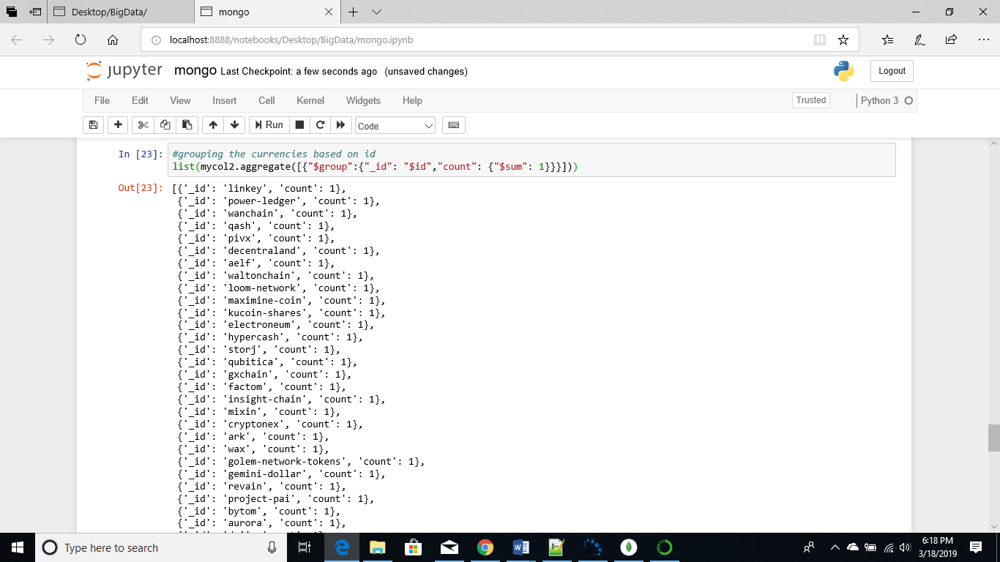 Desktop/BigData/
mongo
localhost:8888/notebooks/Desktop/BigData/mongo.ipynb
jupyter mongo Last Checkpoint: a few seconds ago (unsaved changes)
Logout
File Edit View Insert Cell Kernel Widgets Help
Trusted
Python 3
Run
Code
In [23]: #grouping the currencies based on id
list(mycol2.aggregate([{"$group":{"_id": "$id","count": {"$sum": 1}}}]))
Out[23]: [{'_id': 'linkey', 'count': 1},
{'_id': 'power-ledger', 'count': 1},
{'_id': 'wanchain', 'count': 1},
{'_id': 'qash', 'count': 1},
{'_id': 'pivx', 'count': 1},
{'_id': 'decentraland', 'count': 1},
{'_id': 'aelf', 'count': 1},
{'_id': 'waltonchain', 'count': 1},
{'_id': 'loom-network', 'count': 1},
{'_id': 'maximine-coin', 'count': 1},
{'_id': 'kucoin-shares', 'count': 1},
{'_id': 'electroneum', 'count': 1},
{'_id': 'hypercash', 'count': 1},
{'_id': 'storj', 'count': 1},
{'_id': 'qubitica', 'count': 1},
{'_id': 'gxchain', 'count': 1},
{'_id': 'factom', 'count': 1},
{'_id': 'insight-chain', 'count': 1},
{'_id': 'mixin', 'count': 1},
{'_id': 'cryptonex', 'count': 1},
{'_id': 'ark', 'count': 1},
{'_id': 'wax', 'count': 1},
{'_id': 'golem-network-tokens', 'count': 1},
{'_id': 'gemini-dollar', 'count': 1},
{'_id': 'revain', 'count': 1},
{'_id': 'project-pai', 'count': 1},
{'_id': 'bytom', 'count': 1},
{'_id': 'aurora', 'count': 1},
Type here to search
6:18 PM
3/18/2019